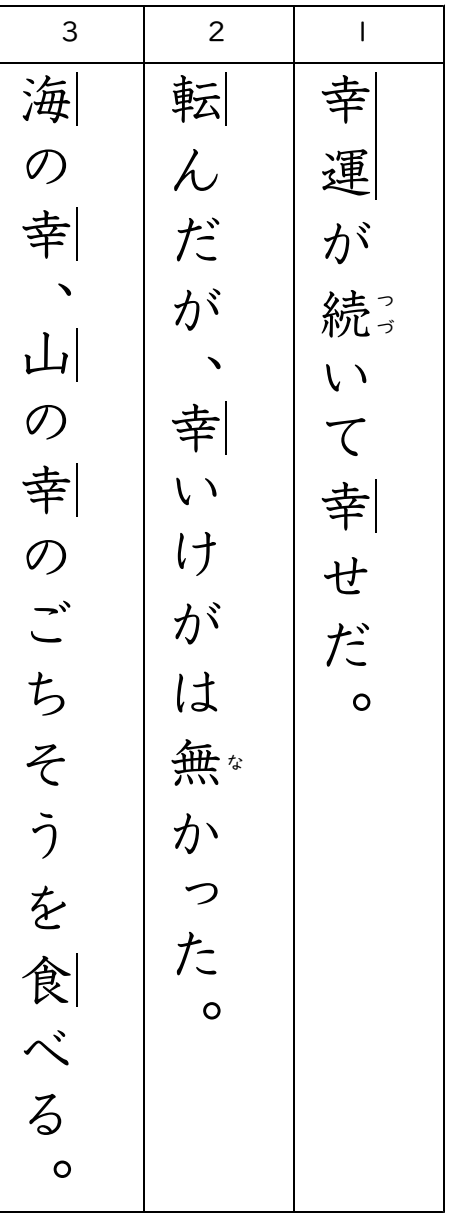 1
幸運が続いて幸せだ。
つづ
2
転んだが、幸いけがは無かった。
な
3
海の幸、山の幸のごちそうを食べる。